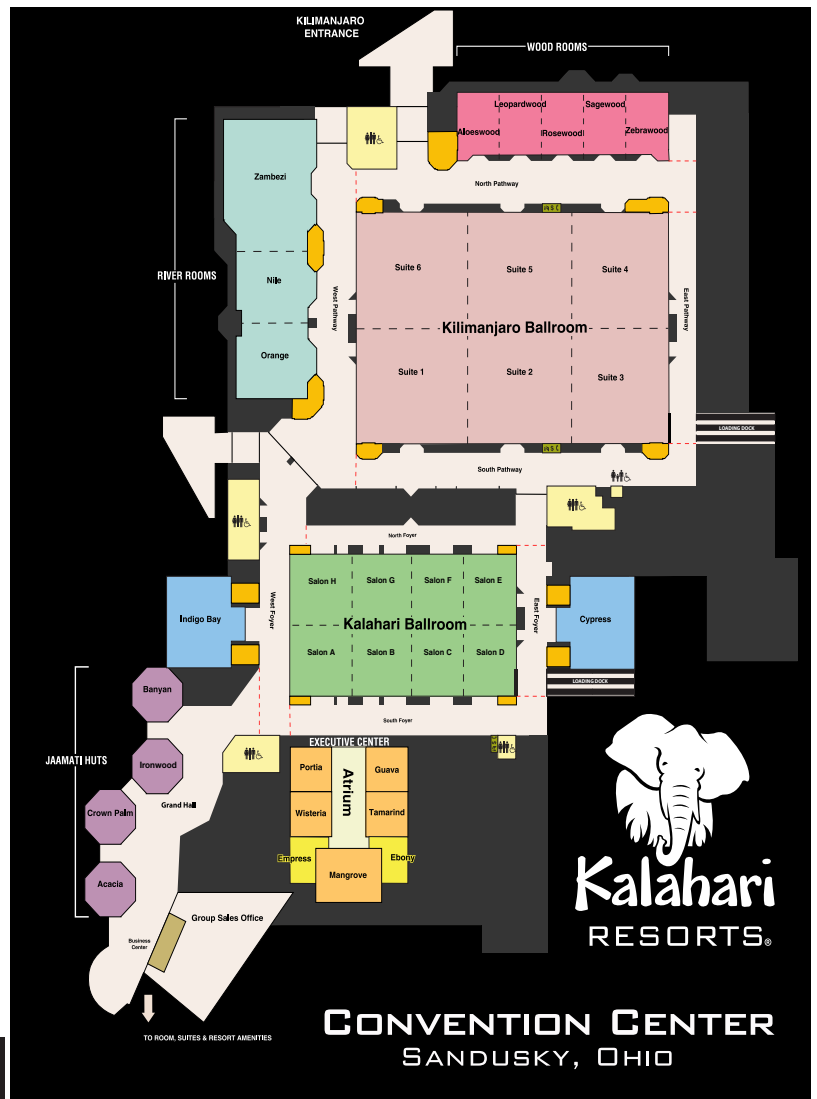 KILIMANJARO
ENTRANCE
WOOD ROOMS
Leopardwood
Sagewood
Aloeswood
Rosewood
Zebrawood
Zambezi
North Pathway
RIVER ROOMS
Nile
Orange
West Pathway
East Pathway
Suite 6
Suite 5
Suite 4
Kilimanjaro Ballroom
Suite 1
Suite 2
Suite 3
LOADING DOCK
South Pathway
North Foyer
Salon H
Salon G
Salon F
Salon E
Kalahari Ballroom
Salon A
Salon B
Salon C
Salon D
West Foyer
East Foyer
Indigo Bay
Cypress
LOADING DOCK
South Foyer
JAAMATI HUTS
Banyan
Ironwood
Crown Palm
Acacia
Grand Hall
EXECUTIVE CENTER
Portia
Atrium
Guava
Wisteria
Tamarind
Empress
Ebony
Mangrove
Group Sales Office
Business
Center
TO ROOM, SUITES & RESORT AMENITIES
Kalahari
RESORTS®
CONVENTION CENTER
SANDUSKY, OHIO